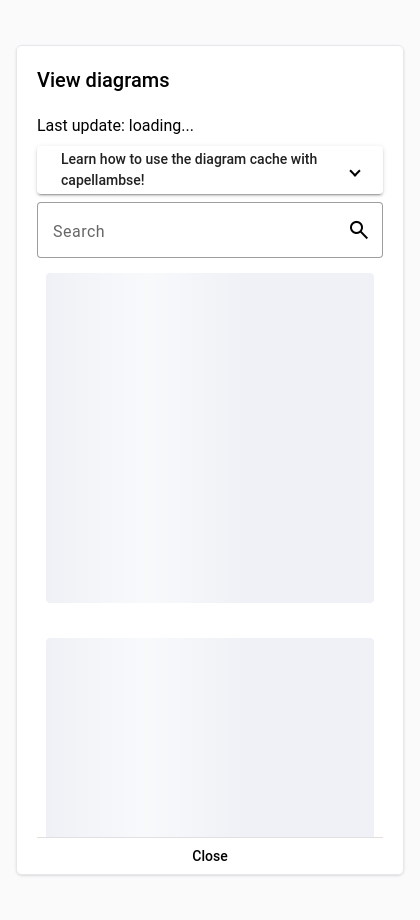 View diagrams
Last update: loading...
Learn how to use the diagram cache with
capellambse!
Search
Close